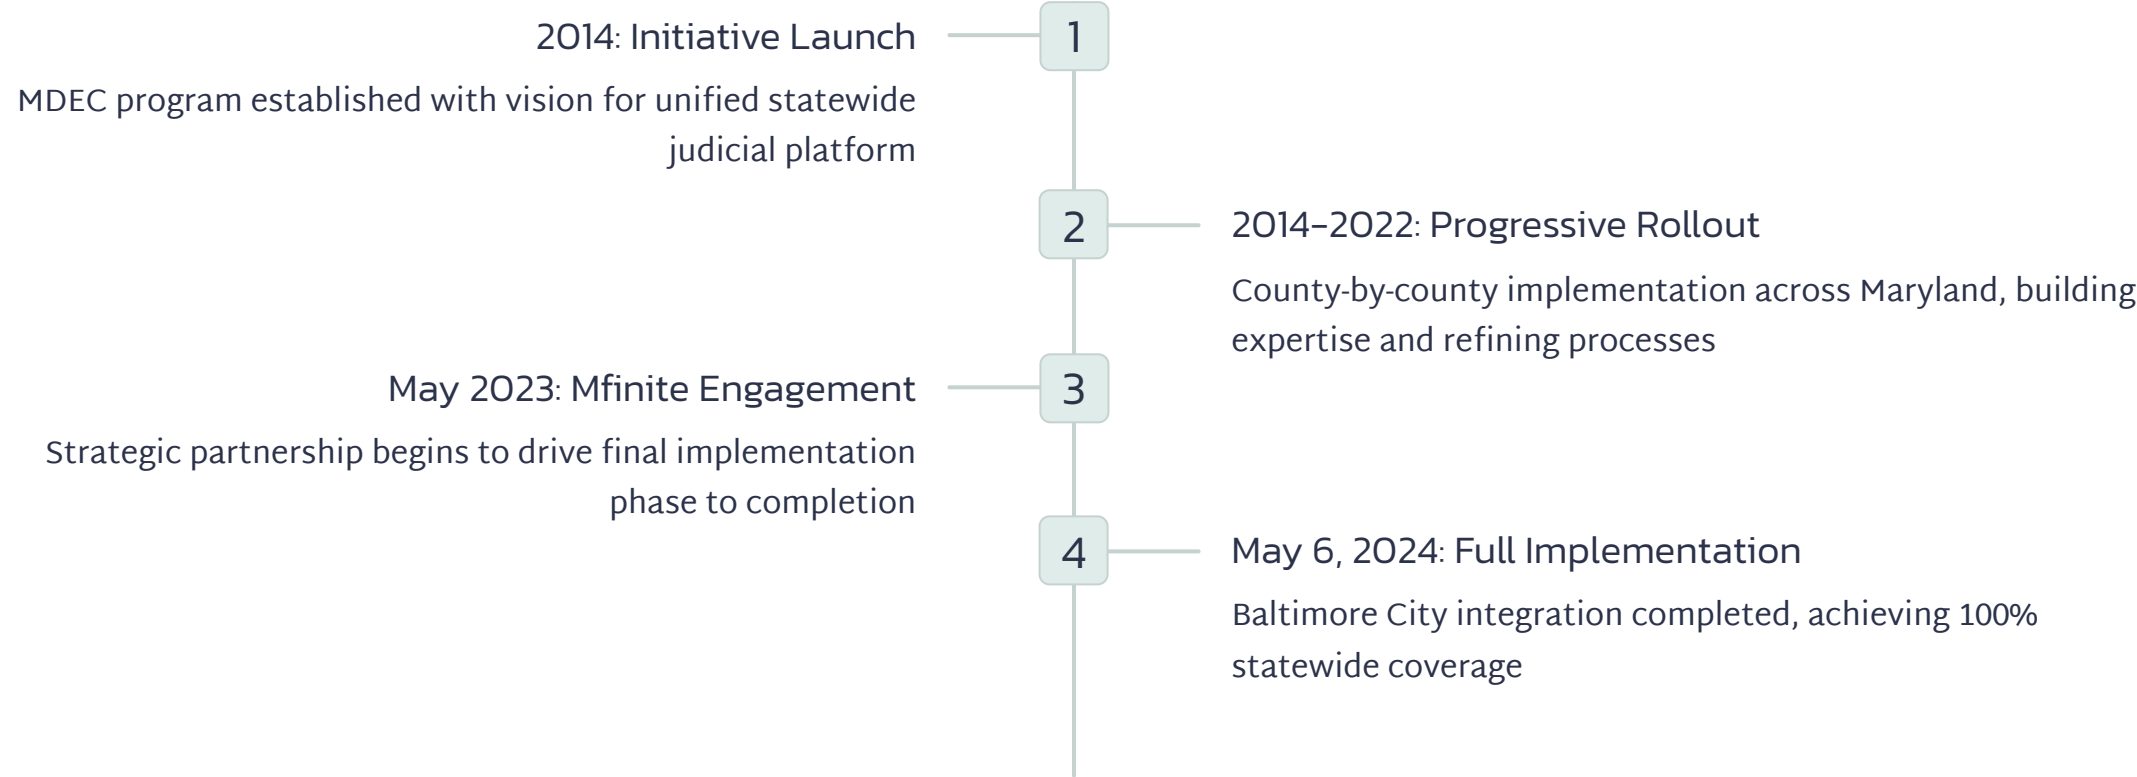 1
2014: Initiative Launch
MDEC program established with vision for unified statewide
judicial platform
2
2014–2022: Progressive Rollout
County-by-county implementation across Maryland, building
expertise and refining processes
3
May 2023: Mfinite Engagement
Strategic partnership begins to drive final implementation
phase to completion
4
May 6, 2024: Full Implementation
Baltimore City integration completed, achieving 100%
statewide coverage